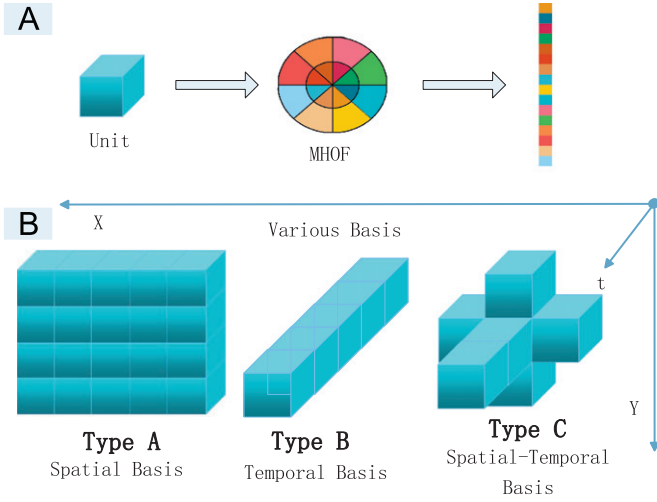 A
Unit
MHOF
B
X
Various Basis
t
Y
Type A
Spatial Basis
Type B
Temporal Basis
Type C
Spatial-Temporal
Basis